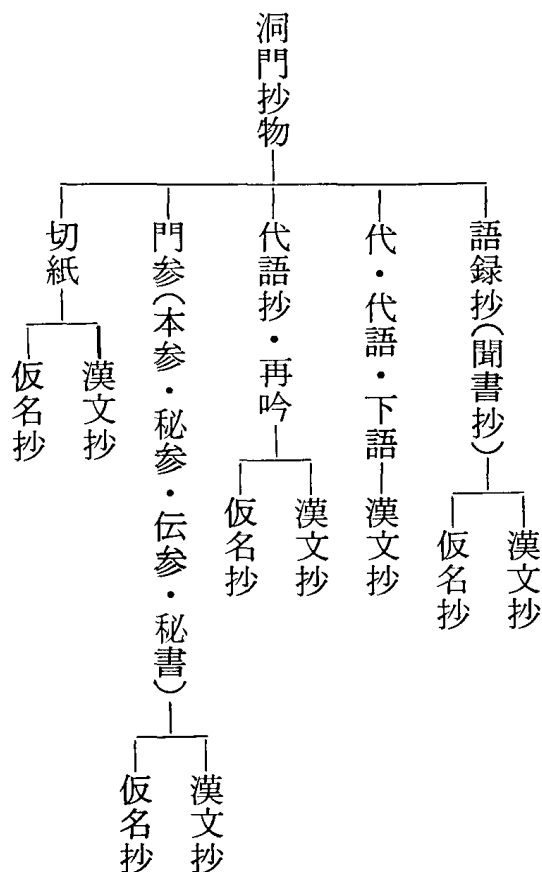 洞門抄物
語録抄(聞書抄)
漢文抄
仮名抄
代・代語・下語
漢文抄
代語抄・再吟
漢文抄
仮名抄
門参(本参・秘参・伝参・秘書)
漢文抄
仮名抄
切紙
漢文抄
仮名抄